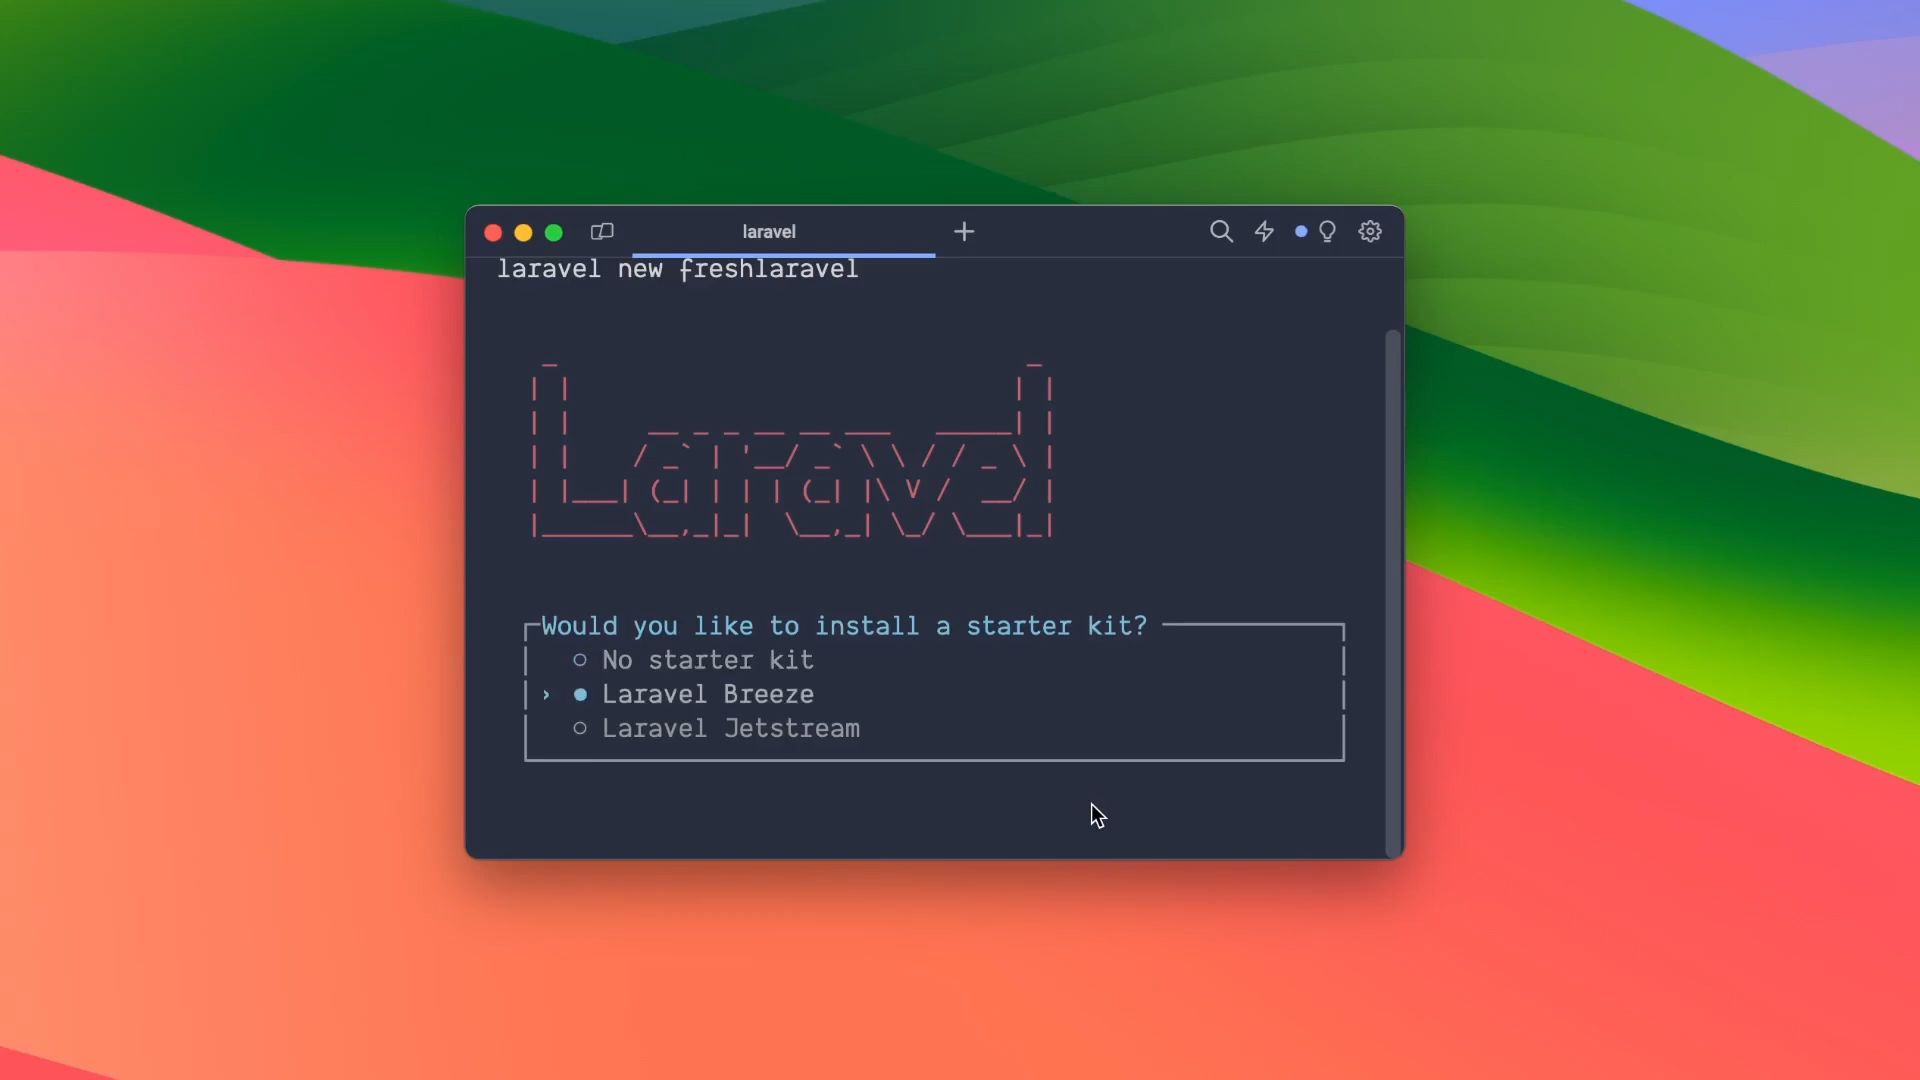 laravel
laravel new freshlaravel
Laravel
Would you like to install a starter kit?
○ No starter kit
› ● Laravel Breeze
○ Laravel Jetstream